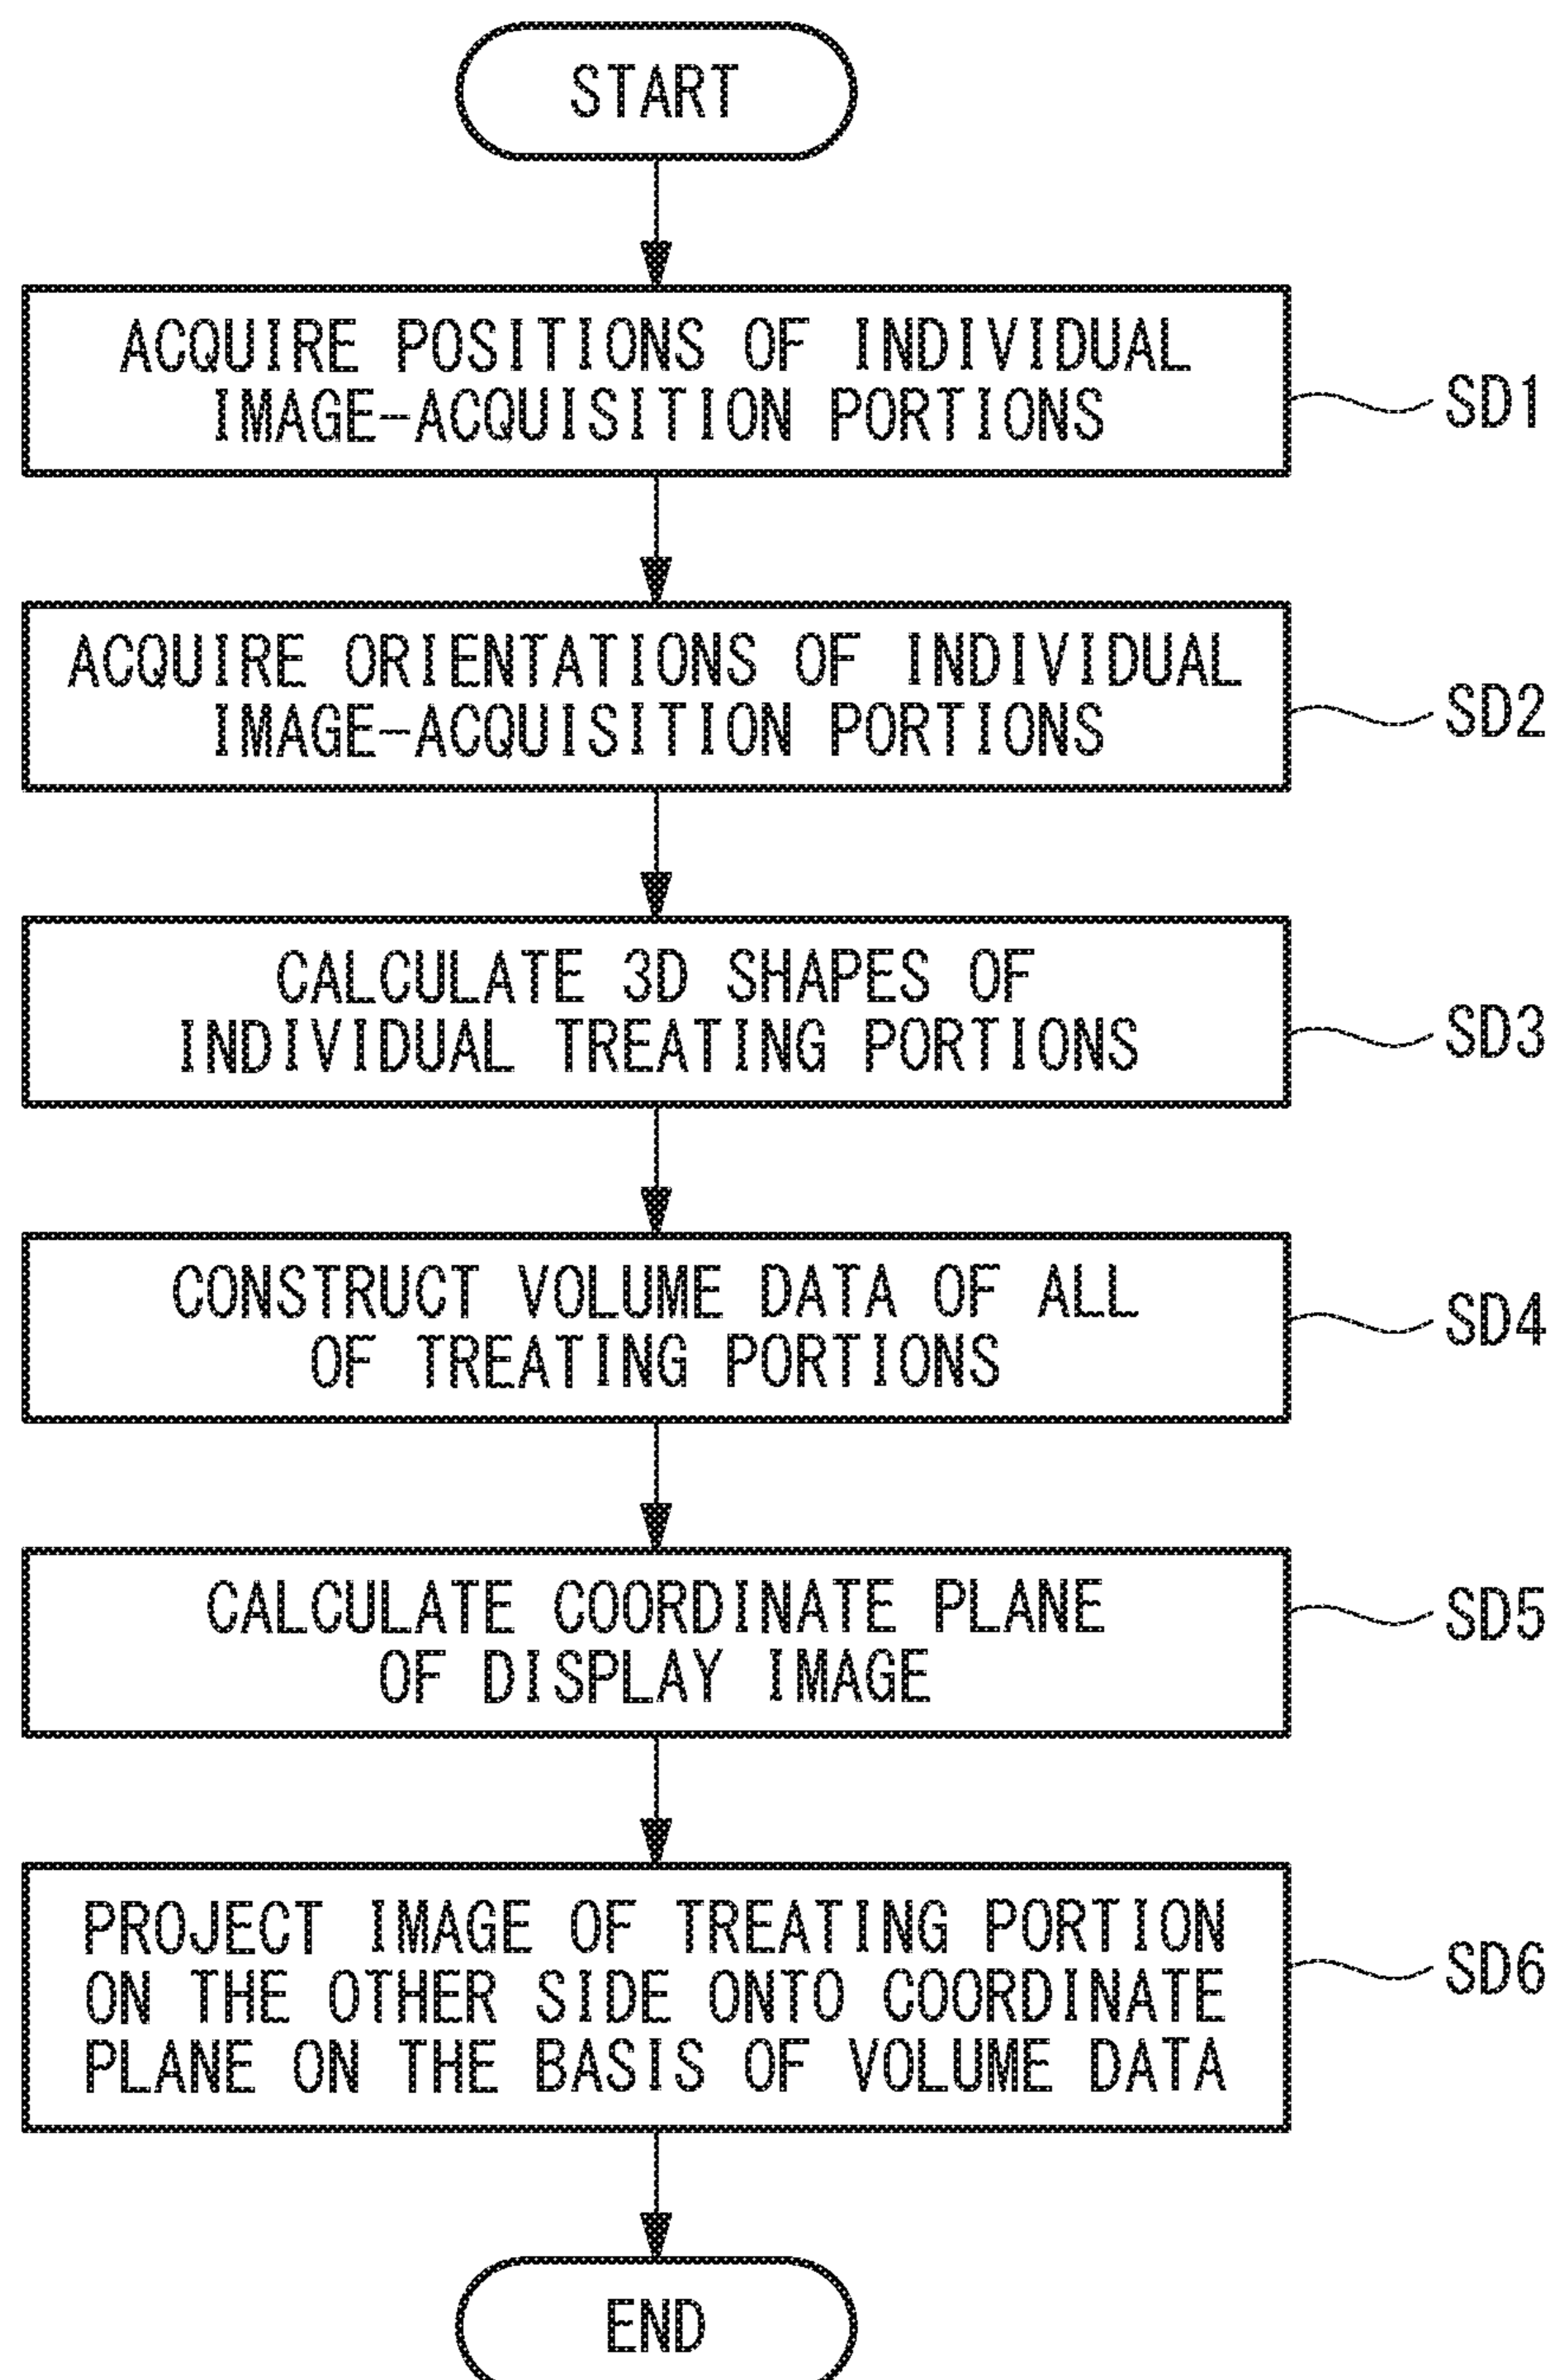 START
ACQUIRE POSITIONS OF INDIVIDUAL
IMAGE-ACQUISITION PORTIONS
SD1
ACQUIRE ORIENTATIONS OF INDIVIDUAL
IMAGE-ACQUISITION PORTIONS
SD2
CALCULATE 3D SHAPES OF
INDIVIDUAL TREATING PORTIONS
SD3
CONSTRUCT VOLUME DATA OF ALL
OF TREATING PORTIONS
SD4
CALCULATE COORDINATE PLANE
OF DISPLAY IMAGE
SD5
PROJECT IMAGE OF TREATING PORTION
ON THE OTHER SIDE ONTO COORDINATE
PLANE ON THE BASIS OF VOLUME DATA
SD6
END